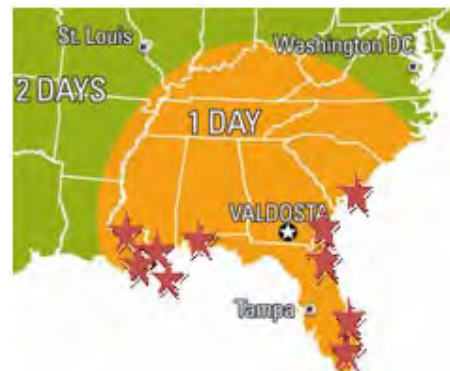 St. Louis
Washington DC
2 DAYS
1 DAY
VALDOSTA
Tampa